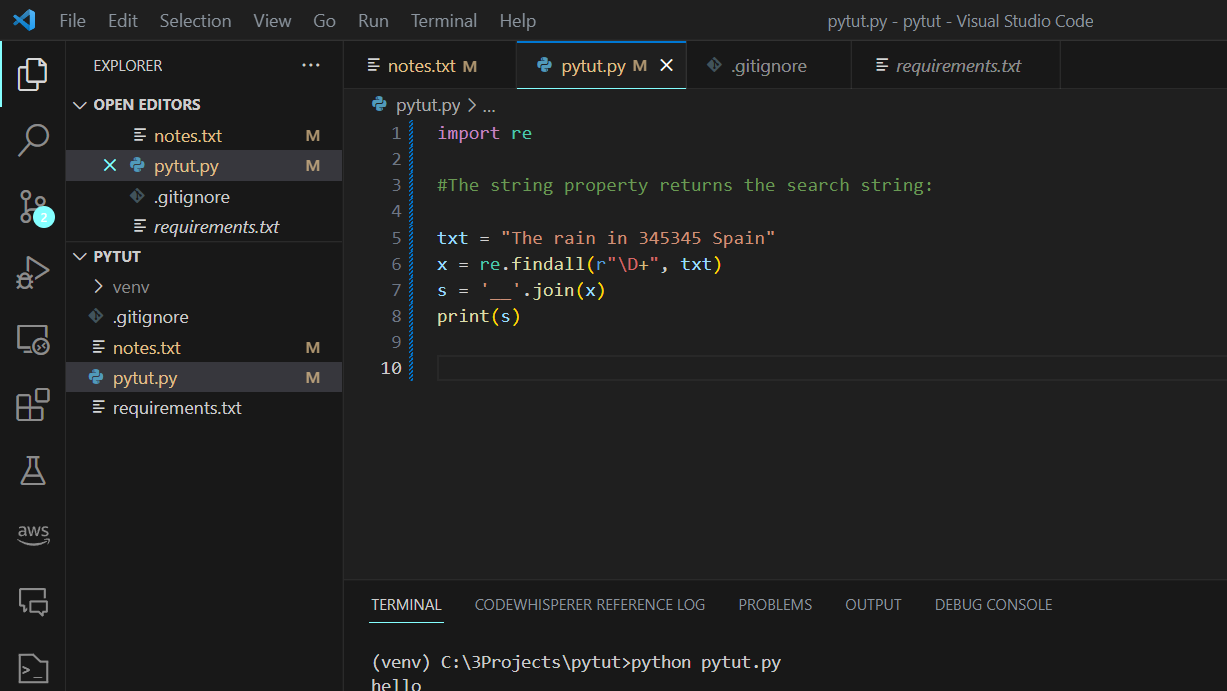 File Edit Selection View Go Run Terminal Help pytut.py - pytut - Visual Studio Code
EXPLORER ...
notes.txt M pytut.py M .gitignore requirements.txt
OPEN EDITORS
notes.txt M
pytut.py M
.gitignore
requirements.txt
PYTUT
venv
.gitignore
notes.txt M
pytut.py M
requirements.txt
2
aws
pytut.py > ...
1 import re
2
3 #The string property returns the search string:
4
5 txt = "The rain in 345345 Spain"
6 x = re.findall(r"\D+", txt)
7 s = '__'.join(x)
8 print(s)
9
10
TERMINAL CODEWHISPERER REFERENCE LOG PROBLEMS OUTPUT DEBUG CONSOLE
(venv) C:\3Projects\pytut>python pytut.py
hello